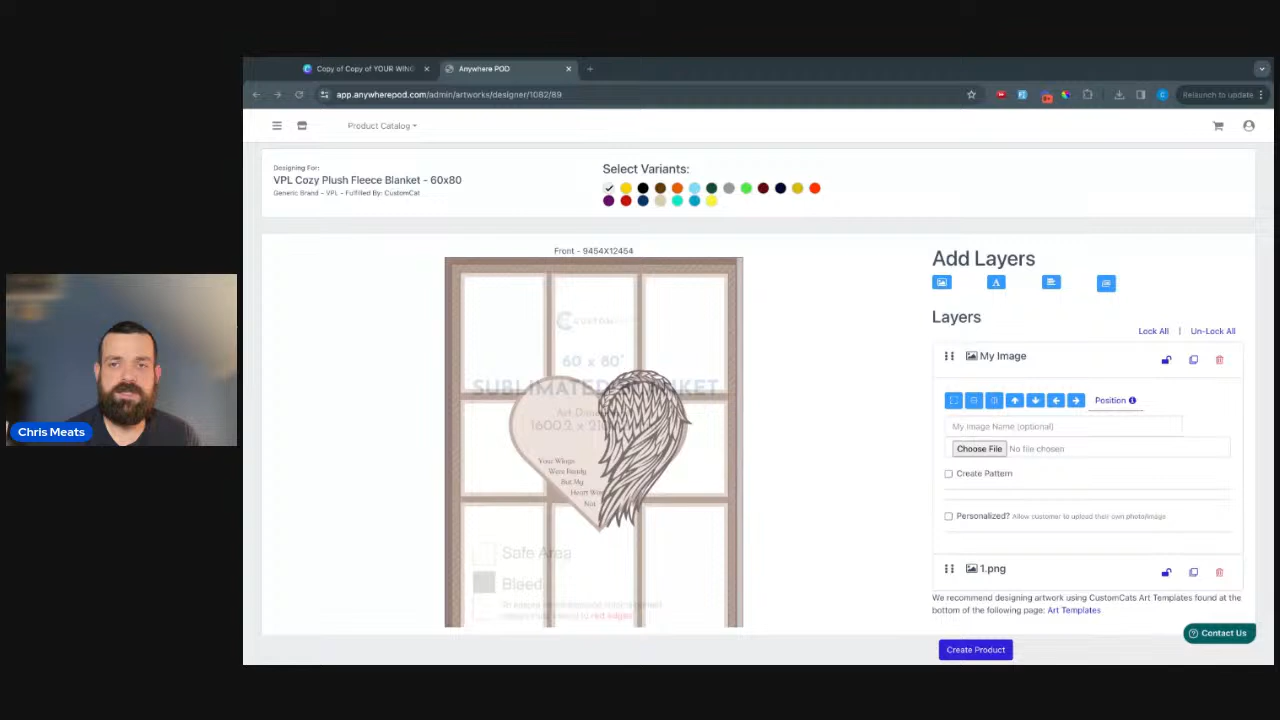 Copy of Copy of YOUR WING
Anywhere POD
app.anywherepod.com/admin/artworks/designer/1082/89
Relaunch to update
Product Catalog
Designing For:
VPL Cozy Plush Fleece Blanket - 60x80
Generic Brand - VPL - Fulfilled By: CustomCat
Select Variants:
Front - 9454X12454
60 x 80"
SUBLIMATED BLANKET
Your Wings
Were Ready
But My
Heart Was
Not
Safe Area
Bleed
red edges
Add Layers
Layers
Lock All | Un-Lock All
My Image
Position
My Image Name (optional)
Choose File No file chosen
Create Pattern
Personalized? Allow customer to upload their own photo/image
1.png
We recommend designing artwork using CustomCats Art Templates found at the
bottom of the following page: Art Templates
Contact Us
Create Product
Chris Meats